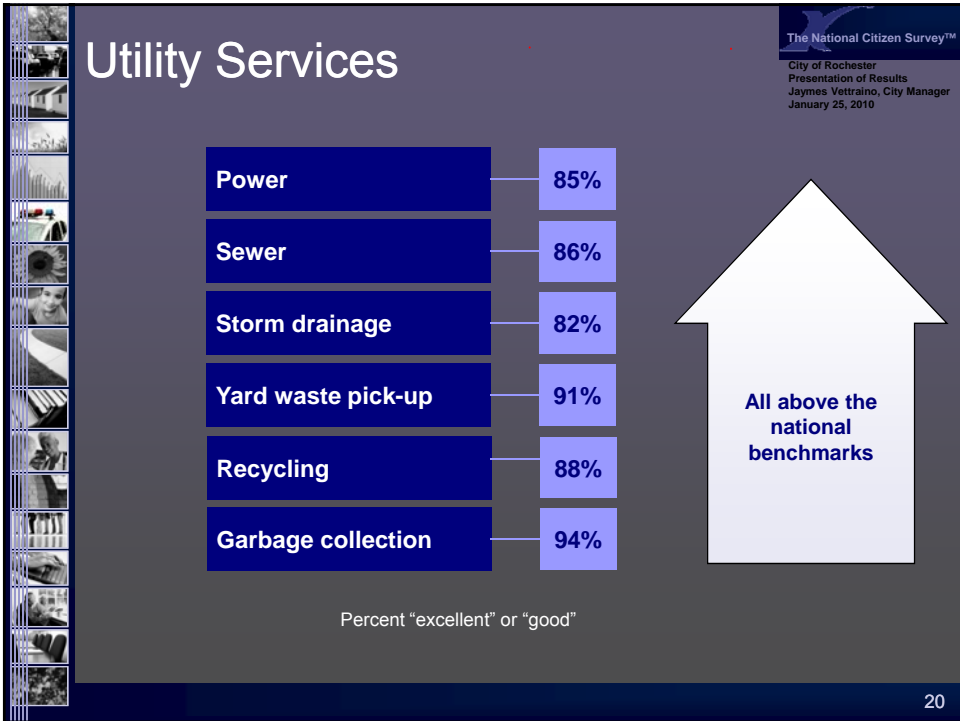 Utility Services
The National Citizen Survey™
City of Rochester
Presentation of Results
Jaymes Vettraino, City Manager
January 25, 2010
Power 85%
Sewer 86%
Storm drainage 82%
Yard waste pick-up 91%
Recycling 88%
Garbage collection 94%
All above the
national
benchmarks
Percent “excellent” or “good”
20